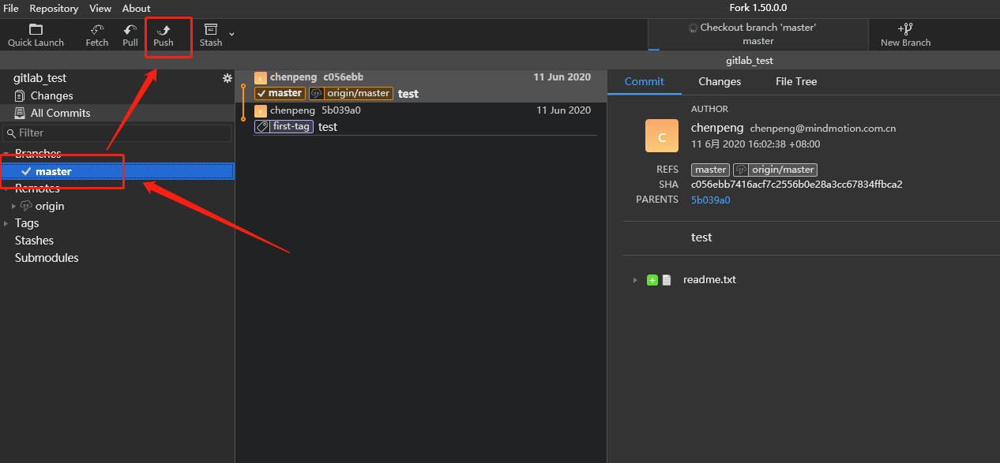 File Repository View About
Fork 1.50.0.0
Quick Launch Fetch Pull Push Stash
Checkout branch 'master'
master
New Branch
gitlab_test
gitlab_test
Changes
All Commits
Filter
Branches
master
Remotes
origin
Tags
Stashes
Submodules
c chenpeng c056ebb 11 Jun 2020
master origin/master test
c chenpeng 5b039a0 11 Jun 2020
first-tag test
Commit Changes File Tree
AUTHOR
C
chenpeng chenpeng@mindmotion.com.cn
11 6月 2020 16:02:38 +08:00
REFS master origin/master
SHA c056ebb7416acf7c2556b0e28a3cc67834ffbca2
PARENTS 5b039a0
test
readme.txt